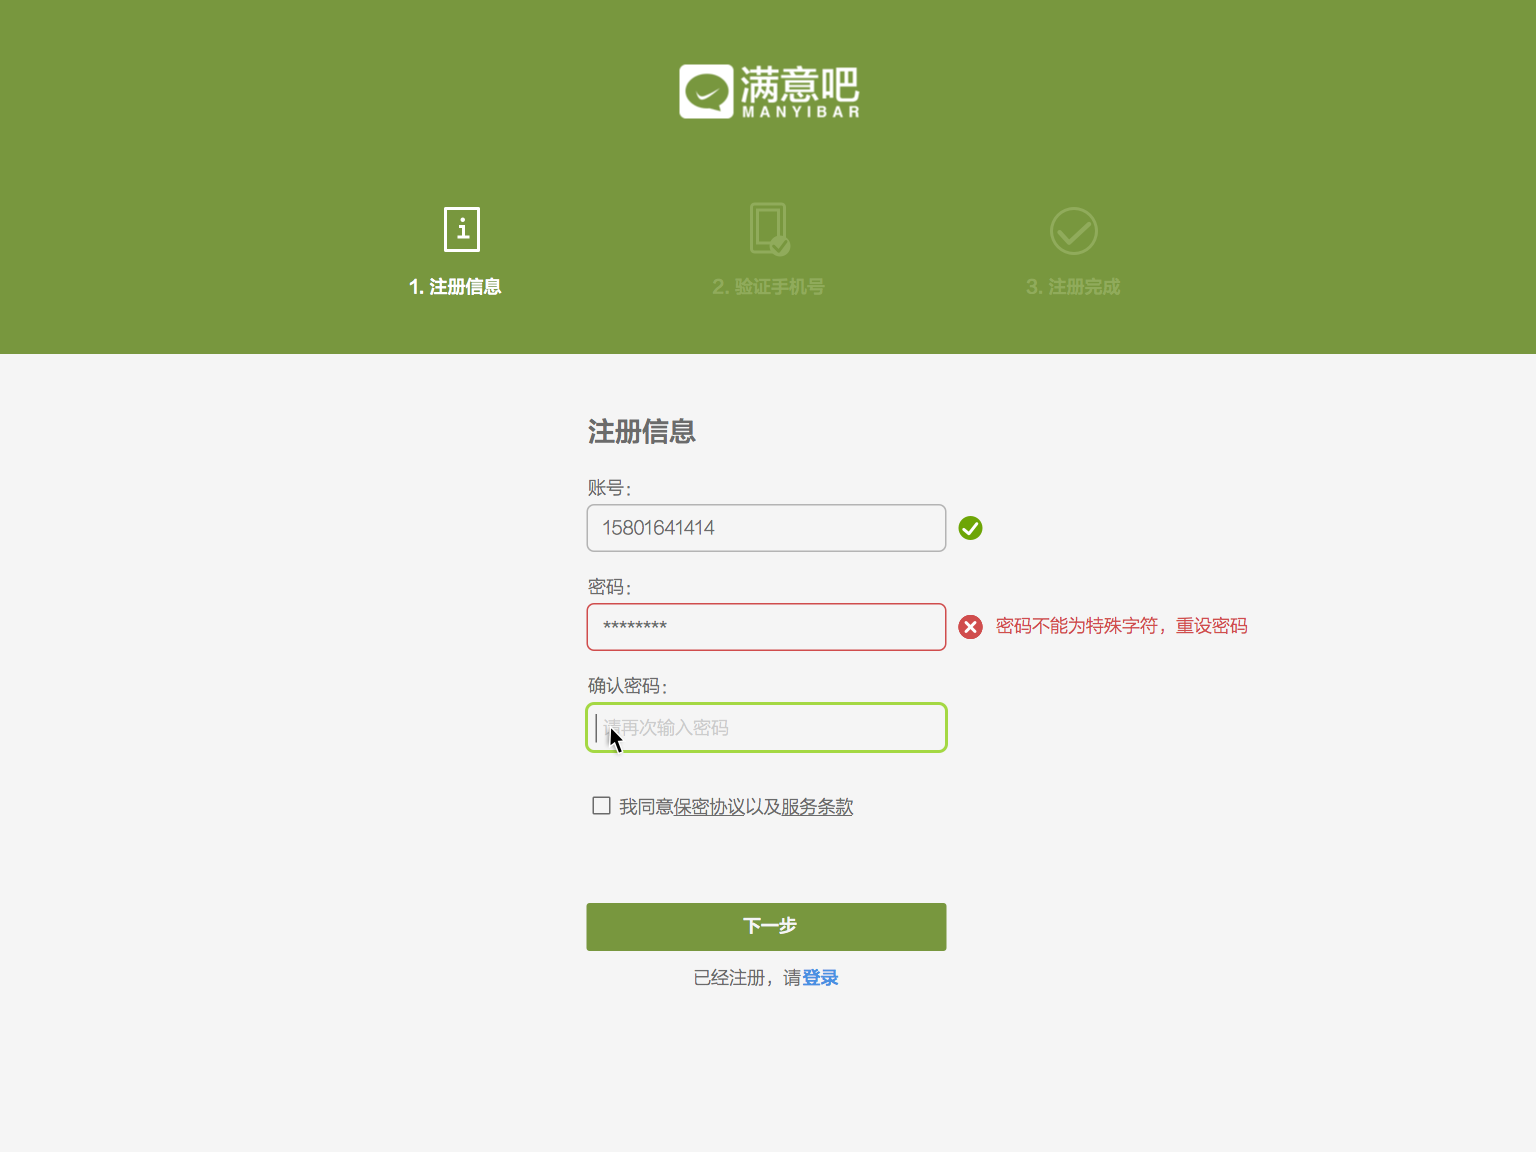 满意吧
MANYIBAR
1. 注册信息
2. 验证手机号
3. 注册完成
注册信息
账号：
15801641414
密码：
********
密码不能为特殊字符，重设密码
确认密码：
请再次输入密码
我同意保密协议以及服务条款
下一步
已经注册，请登录